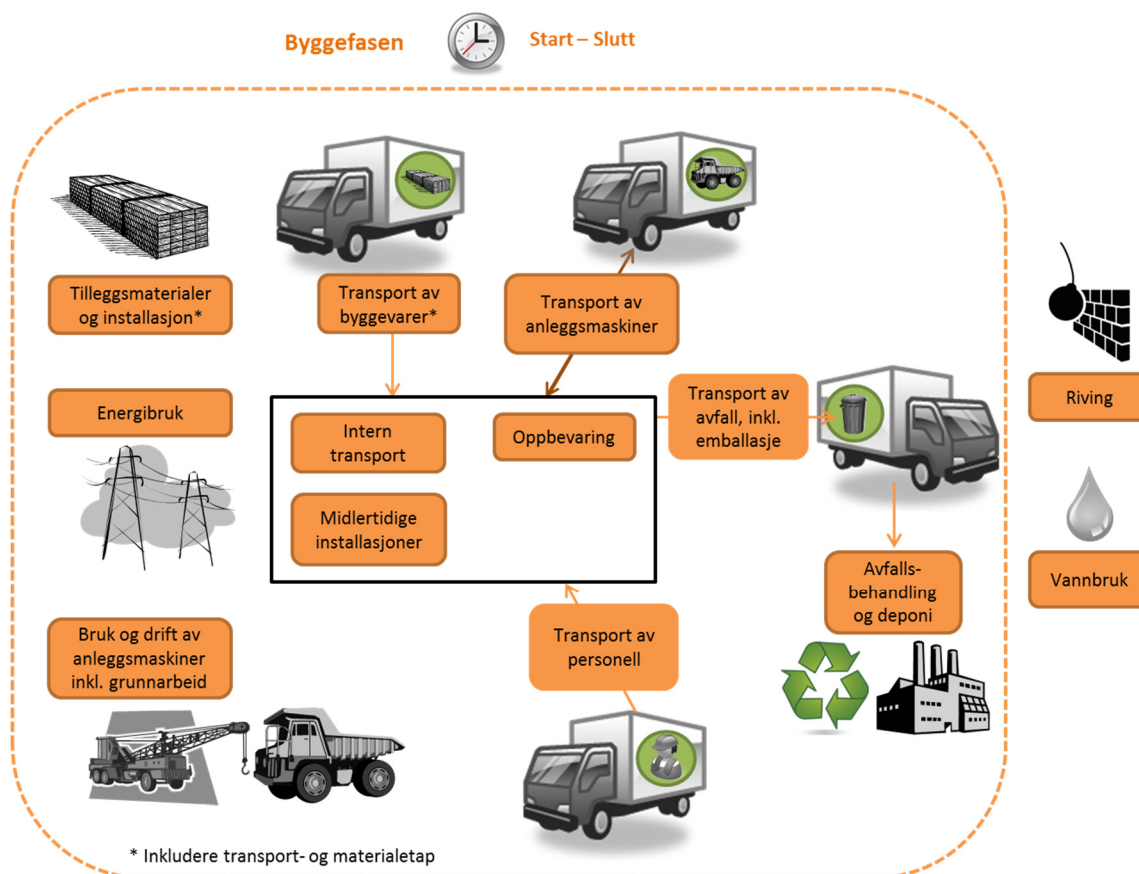 Byggefasen
Start – Slutt
Tilleggsmaterialer
og installasjon*
Transport av
byggevarer*
Transport av
anleggsmaskiner
Energibruk
Intern
transport
Oppbevaring
Transport av
avfall, inkl.
emballasje
Riving
Midlertidige
installasjoner
Avfalls-
behandling
og deponi
Vannbruk
Bruk og drift av
anleggsmaskiner
inkl. grunnarbeid
Transport av
personell
* Inkludere transport- og materialetap